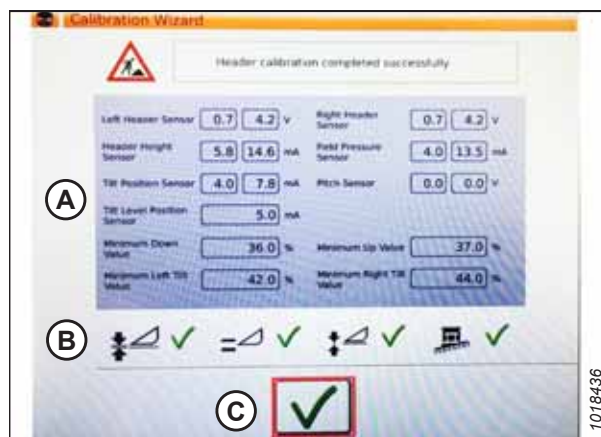 Calibration Wizard
Header calibration completed successfully
Left Header Sensor 0.7 4.2 V Right Header Sensor 0.7 4.2 V
Header Height Sensor 5.8 14.6 mA Field Pressure Sensor 4.0 13.5 mA
Tilt Position Sensor 4.0 7.8 mA Pitch Sensor 0.0 0.0 V
A
Tilt Level Position Sensor 5.0 mA
Minimum Down Value 36.0 % Minimum Up Value 37.0 %
Minimum Left Tilt Value 42.0 % Minimum Right Tilt Value 44.0 %
B
C
1018436